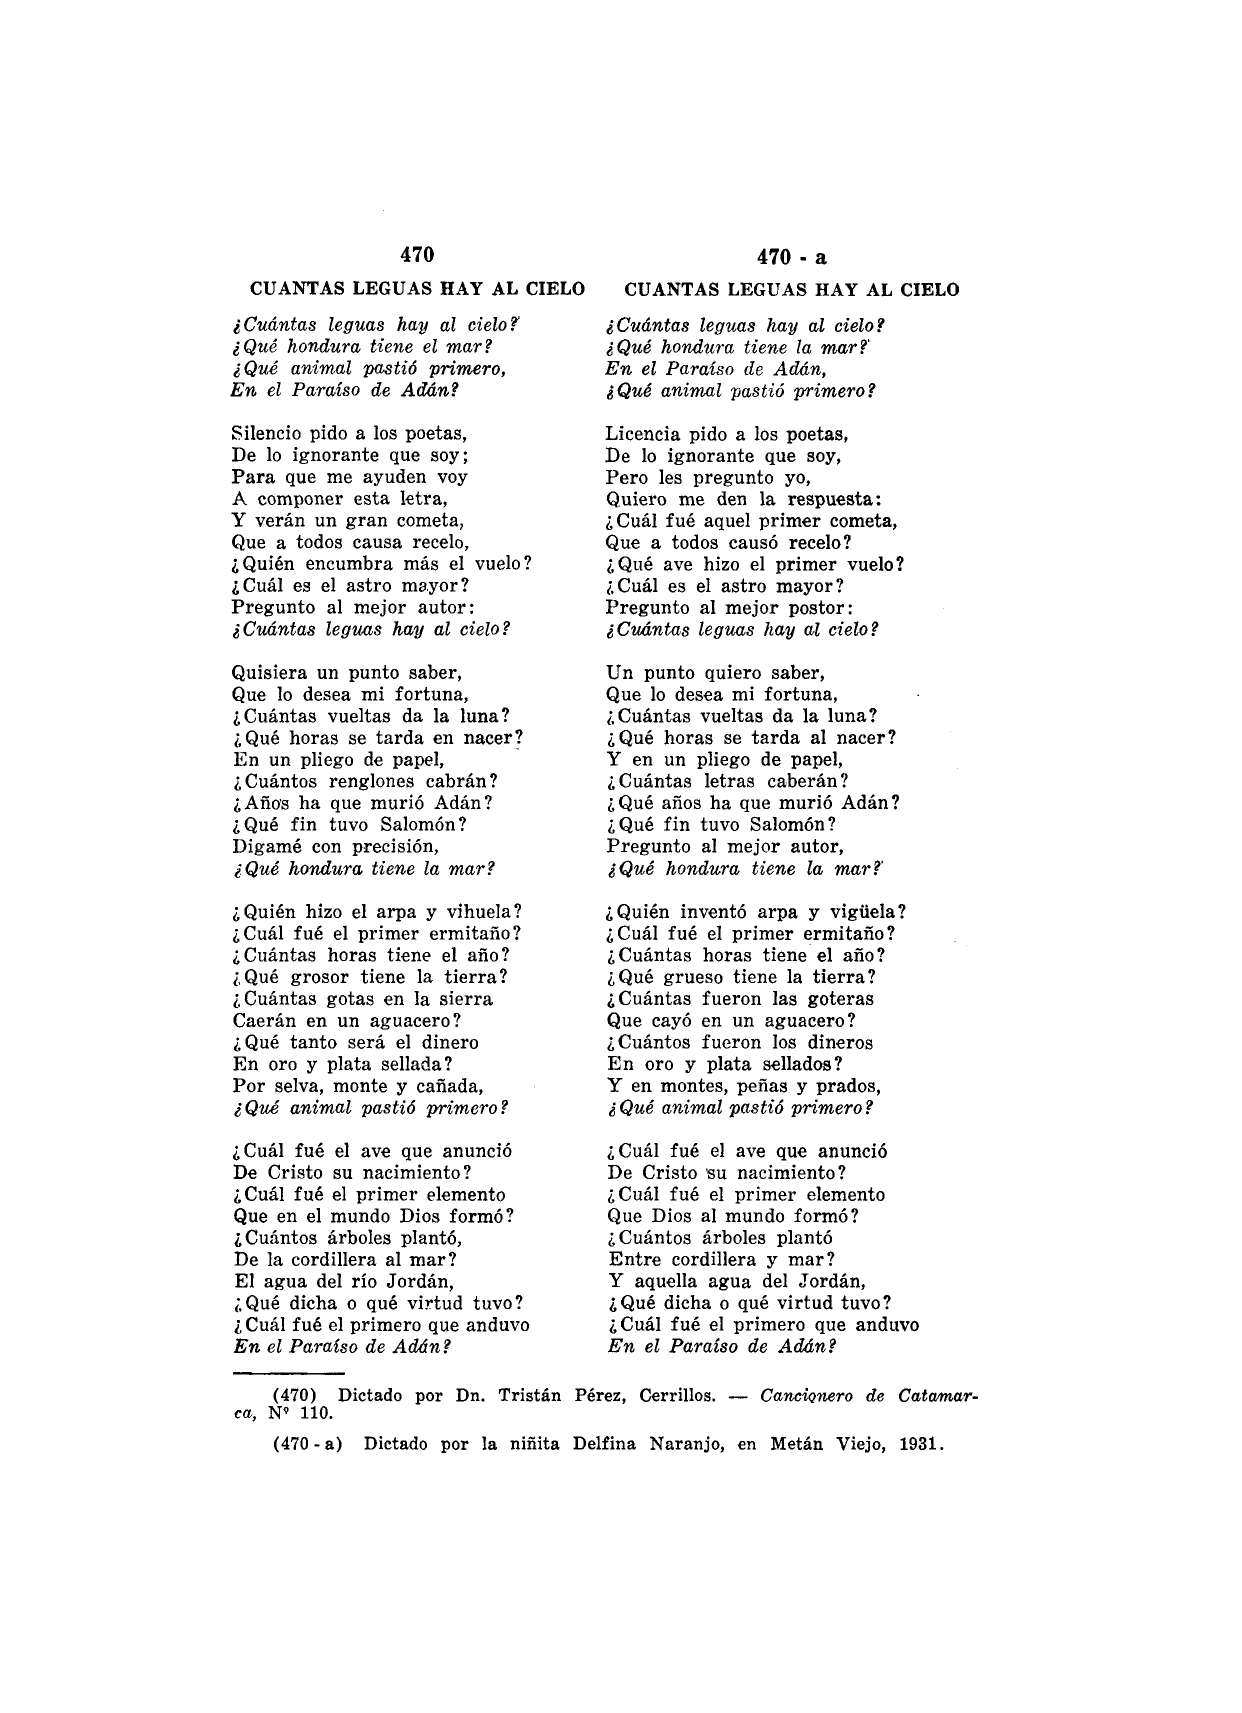 470
CUANTAS LEGUAS HAY AL CIELO
¿Cuántas leguas hay al cielo?
¿Qué hondura tiene el mar?
¿Qué animal pastió primero,
En el Paraíso de Adán?
Silencio pido a los poetas,
De lo ignorante que soy;
Para que me ayuden voy
A componer esta letra,
Y verán un gran cometa,
Que a todos causa recelo,
¿Quién encumbra más el vuelo?
¿Cuál es el astro mayor?
Pregunto al mejor autor:
¿Cuántas leguas hay al cielo?
Quisiera un punto saber,
Que lo desea mi fortuna,
¿Cuántas vueltas da la luna?
¿Qué horas se tarda en nacer?
En un pliego de papel,
¿Cuántos renglones cabrán?
¿Años ha que murió Adán?
¿Qué fin tuvo Salomón?
Digamé con precisión,
¿Qué hondura tiene la mar?
¿Quién hizo el arpa y vihuela?
¿Cuál fué el primer ermitaño?
¿Cuántas horas tiene el año?
¿Qué grosor tiene la tierra?
¿Cuántas gotas en la sierra
Caerán en un aguacero?
¿Qué tanto será el dinero
En oro y plata sellada?
Por selva, monte y cañada,
¿Qué animal pastió primero?
¿Cuál fué el ave que anunció
De Cristo su nacimiento?
¿Cuál fué el primer elemento
Que en el mundo Dios formó?
¿Cuántos árboles plantó,
De la cordillera al mar?
El agua del río Jordán,
¿Qué dicha o qué virtud tuvo?
¿Cuál fué el primero que anduvo
En el Paraíso de Adán?
470 - a
CUANTAS LEGUAS HAY AL CIELO
¿Cuántas leguas hay al cielo?
¿Qué hondura tiene la mar?
En el Paraíso de Adán,
¿Qué animal pastió primero?
Licencia pido a los poetas,
De lo ignorante que soy,
Pero les pregunto yo,
Quiero me den la respuesta:
¿Cuál fué aquel primer cometa,
Que a todos causó recelo?
¿Qué ave hizo el primer vuelo?
¿Cuál es el astro mayor?
Pregunto al mejor postor:
¿Cuántas leguas hay al cielo?
Un punto quiero saber,
Que lo desea mi fortuna,
¿Cuántas vueltas da la luna?
¿Qué horas se tarda al nacer?
Y en un pliego de papel,
¿Cuántas letras caberán?
¿Qué años ha que murió Adán?
¿Qué fin tuvo Salomón?
Pregunto al mejor autor,
¿Qué hondura tiene la mar?
¿Quién inventó arpa y vigüela?
¿Cuál fué el primer ermitaño?
¿Cuántas horas tiene el año?
¿Qué grueso tiene la tierra?
¿Cuántas fueron las goteras
Que cayó en un aguacero?
¿Cuántos fueron los dineros
En oro y plata sellados?
Y en montes, peñas y prados,
¿Qué animal pastió primero?
¿Cuál fué el ave que anunció
De Cristo su nacimiento?
¿Cuál fué el primer elemento
Que Dios al mundo formó?
¿Cuántos árboles plantó
Entre cordillera y mar?
Y aquella agua del Jordán,
¿Qué dicha o qué virtud tuvo?
¿Cuál fué el primero que anduvo
En el Paraíso de Adán?
(470) Dictado por Dn. Tristán Pérez, Cerrillos. — Cancionero de Catamar-
ca, Nº 110.
(470 - a) Dictado por la niñita Delfina Naranjo, en Metán Viejo, 1931.